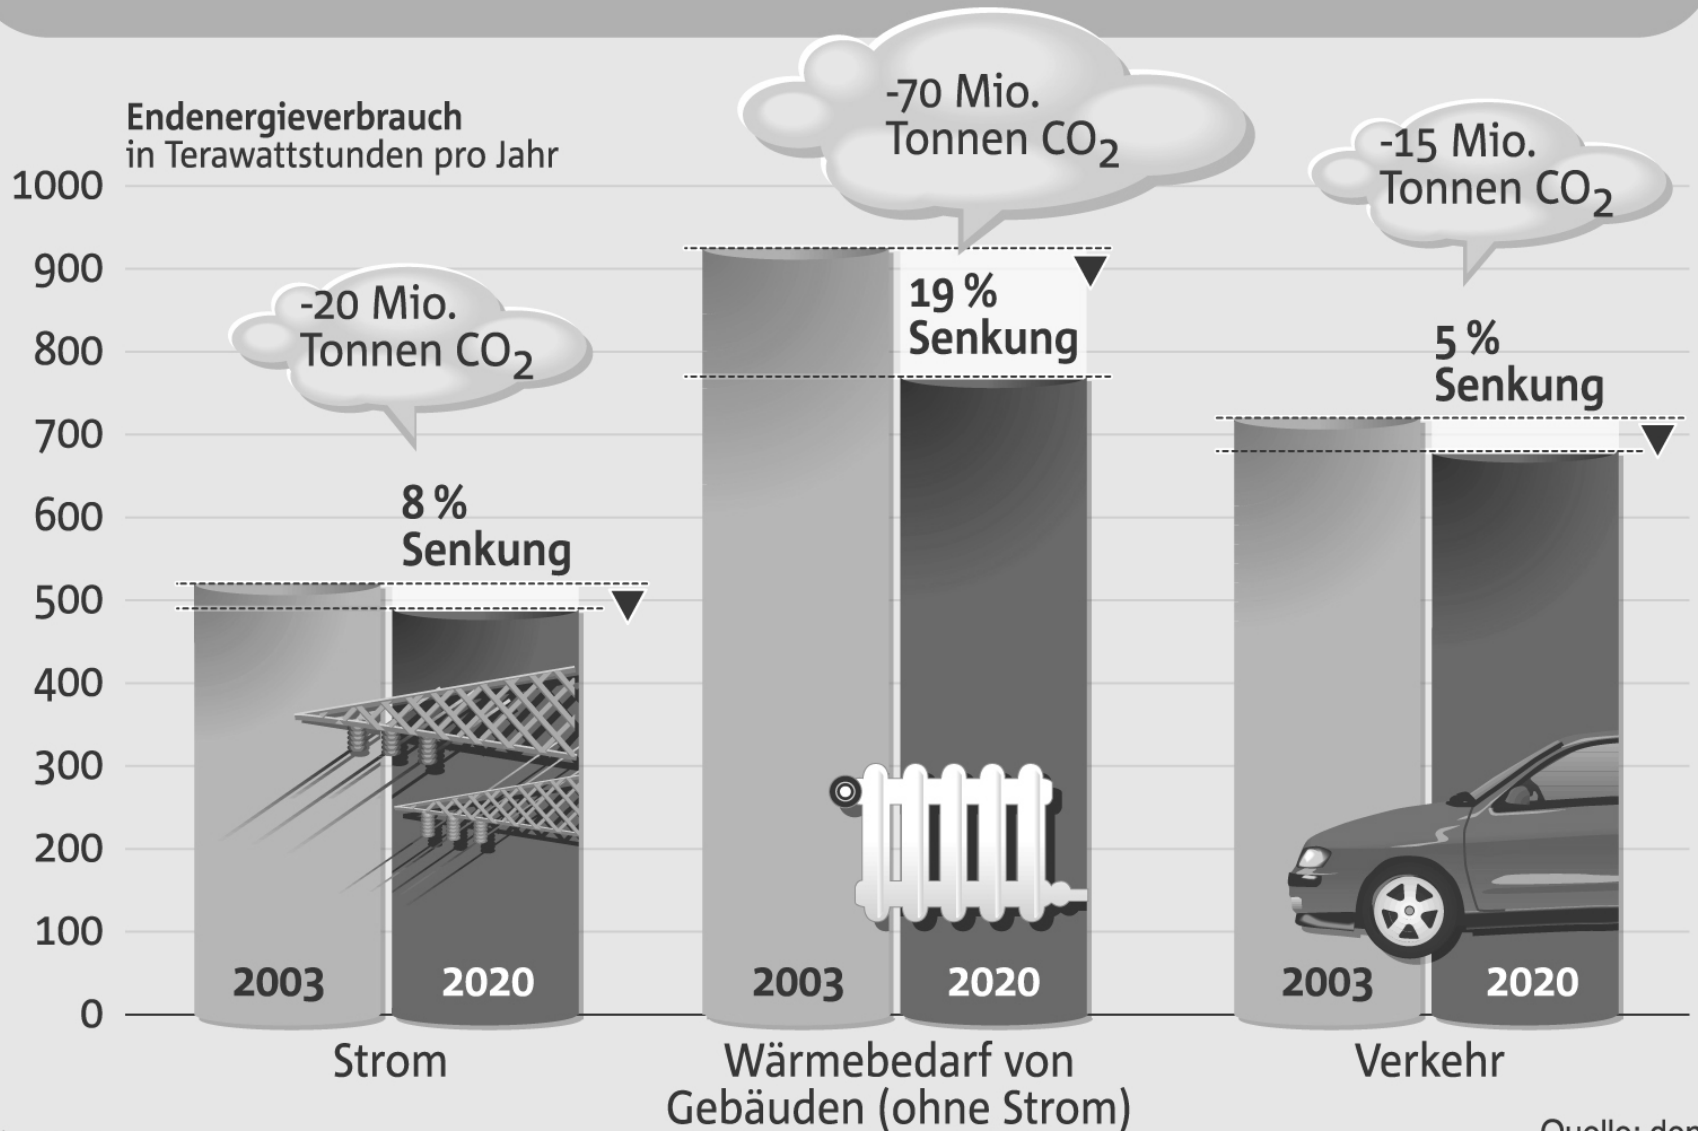 Endenergieverbrauch
in Terawattstunden pro Jahr
1000
900
800
700
600
500
400
300
200
100
0
-20 Mio.
Tonnen CO2
8 %
Senkung
2003
2020
Strom
-70 Mio.
Tonnen CO2
19 %
Senkung
2003
2020
Wärmebedarf von
Gebäuden (ohne Strom)
-15 Mio.
Tonnen CO2
5 %
Senkung
2003
2020
Verkehr
Quelle: